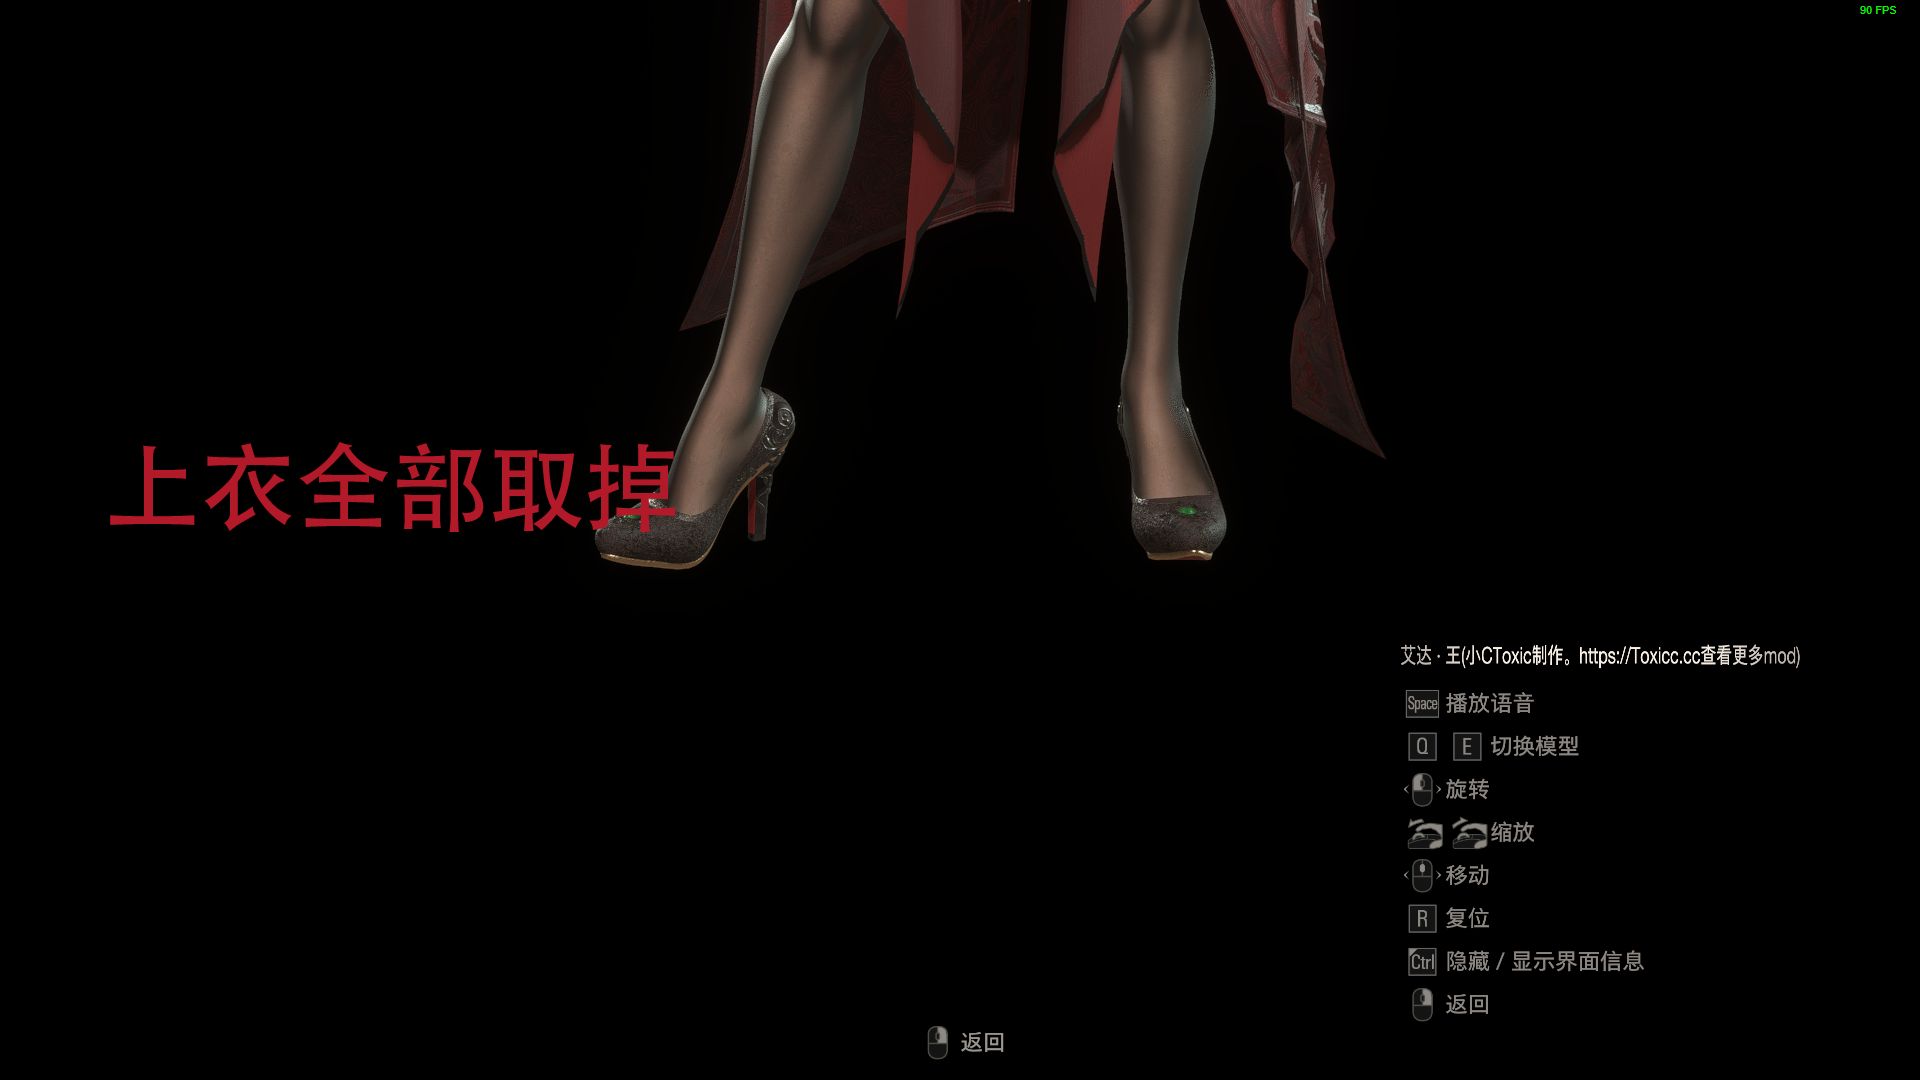 90 FPS
上衣全部取掉
艾达·王(小CToxic制作。https://Toxicc.cc查看更多mod)
Space 播放语音
Q E 切换模型
旋转
缩放
移动
R 复位
Ctrl 隐藏 / 显示界面信息
返回
返回